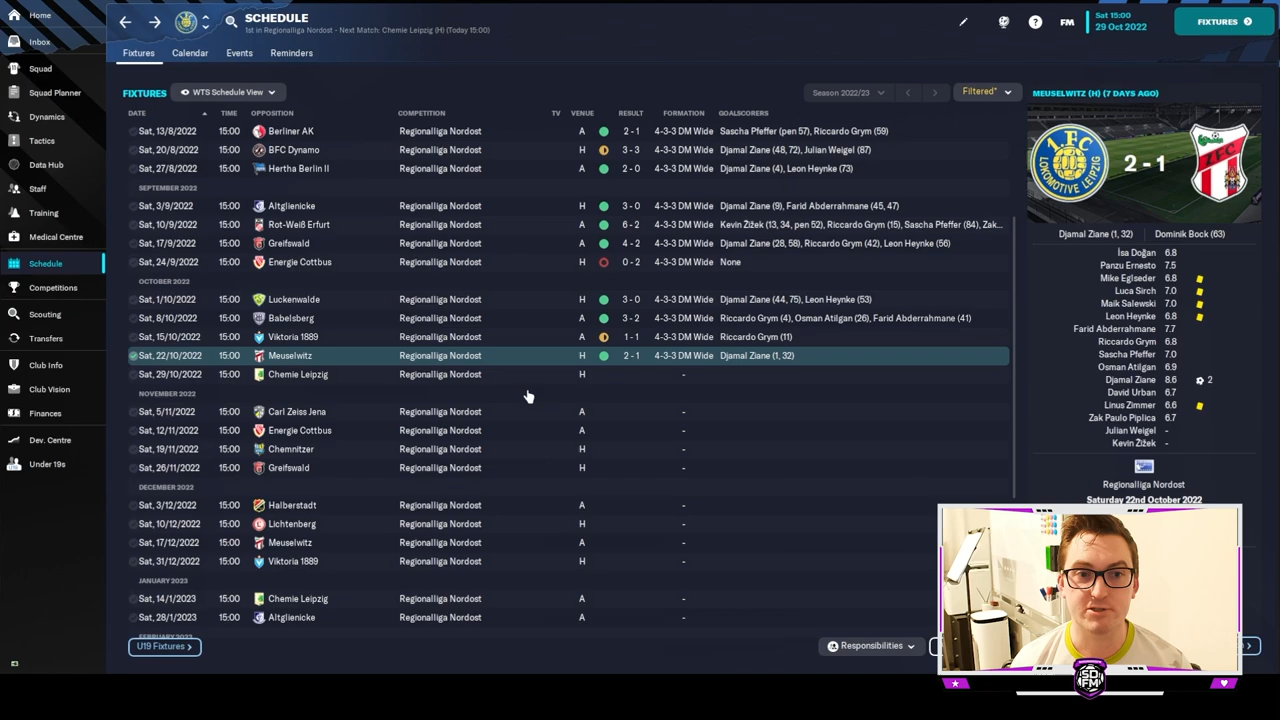 Home
Inbox
Squad
Squad Planner
Dynamics
Tactics
Data Hub
Staff
Training
Medical Centre
Schedule
Competitions
Scouting
Transfers
Club Info
Club Vision
Finances
Dev. Centre
Under 19s
SCHEDULE
1st in Regionalliga Nordost - Next Match: Chemie Leipzig (H) (Today 15:00)
FM
Sat 15:00
29 Oct 2022
FIXTURES
Fixtures Calendar Events Reminders
FIXTURES WTS Schedule View Season 2022/23 Filtered*
DATE TIME OPPOSITION COMPETITION TV VENUE RESULT FORMATION GOALSCORERS
Sat, 13/8/2022 15:00 Berliner AK Regionalliga Nordost A 2 - 1 4-3-3 DM Wide Sascha Pfeffer (pen 57), Riccardo Grym (59)
Sat, 20/8/2022 15:00 BFC Dynamo Regionalliga Nordost H 3 - 3 4-3-3 DM Wide Djamal Ziane (48, 72), Julian Weigel (87)
Sat, 27/8/2022 15:00 Hertha Berlin II Regionalliga Nordost A 2 - 0 4-3-3 DM Wide Djamal Ziane (4), Leon Heynke (73)
SEPTEMBER 2022
Sat, 3/9/2022 15:00 Altglienicke Regionalliga Nordost H 3 - 0 4-3-3 DM Wide Djamal Ziane (9), Farid Abderrahmane (45, 47)
Sat, 10/9/2022 15:00 Rot-Weiß Erfurt Regionalliga Nordost A 6 - 2 4-3-3 DM Wide Kevin Žižek (13, 34, pen 52), Riccardo Grym (15), Sascha Pfeffer (84), Zak...
Sat, 17/9/2022 15:00 Greifswald Regionalliga Nordost A 4 - 2 4-3-3 DM Wide Djamal Ziane (28, 58), Riccardo Grym (42), Leon Heynke (56)
Sat, 24/9/2022 15:00 Energie Cottbus Regionalliga Nordost H 0 - 2 4-3-3 DM Wide None
OCTOBER 2022
Sat, 1/10/2022 15:00 Luckenwalde Regionalliga Nordost H 3 - 0 4-3-3 DM Wide Djamal Ziane (44, 75), Leon Heynke (53)
Sat, 8/10/2022 15:00 Babelsberg Regionalliga Nordost A 3 - 2 4-3-3 DM Wide Riccardo Grym (4), Osman Atilgan (26), Farid Abderrahmane (41)
Sat, 15/10/2022 15:00 Viktoria 1889 Regionalliga Nordost A 1 - 1 4-3-3 DM Wide Riccardo Grym (11)
Sat, 22/10/2022 15:00 Meuselwitz Regionalliga Nordost H 2 - 1 4-3-3 DM Wide Djamal Ziane (1, 32)
Sat, 29/10/2022 15:00 Chemie Leipzig Regionalliga Nordost H -
NOVEMBER 2022
Sat, 5/11/2022 15:00 Carl Zeiss Jena Regionalliga Nordost A -
Sat, 12/11/2022 15:00 Energie Cottbus Regionalliga Nordost A -
Sat, 19/11/2022 15:00 Chemnitzer Regionalliga Nordost H -
Sat, 26/11/2022 15:00 Greifswald Regionalliga Nordost H -
DECEMBER 2022
Sat, 3/12/2022 15:00 Halberstadt Regionalliga Nordost A -
Sat, 10/12/2022 15:00 Lichtenberg Regionalliga Nordost H -
Sat, 17/12/2022 15:00 Meuselwitz Regionalliga Nordost A -
Sat, 31/12/2022 15:00 Viktoria 1889 Regionalliga Nordost H -
JANUARY 2023
Sat, 14/1/2023 15:00 Chemie Leipzig Regionalliga Nordost A -
Sat, 28/1/2023 15:00 Altglienicke Regionalliga Nordost A -
U19 Fixtures
Responsibilities
MEUSELWITZ (H) (7 DAYS AGO)
1.FC
LOKOMOTIVE LEIPZIG
2 - 1
ZFC
Djamal Ziane (1, 32) Dominik Bock (63)
İsa Doğan 6.8
Panzu Ernesto 7.5
Mike Eglseder 6.8
Luca Sirch 7.0
Maik Salewski 7.0
Leon Heynke 6.8
Farid Abderrahmane 7.7
Riccardo Grym 6.8
Sascha Pfeffer 7.0
Osman Atilgan 6.9
Djamal Ziane 8.6 2
David Urban 6.7
Linus Zimmer 6.6
Zak Paulo Piplica 6.7
Julian Weigel -
Kevin Žižek -
Regionalliga Nordost
Saturday 22nd October 2022
SD
FM